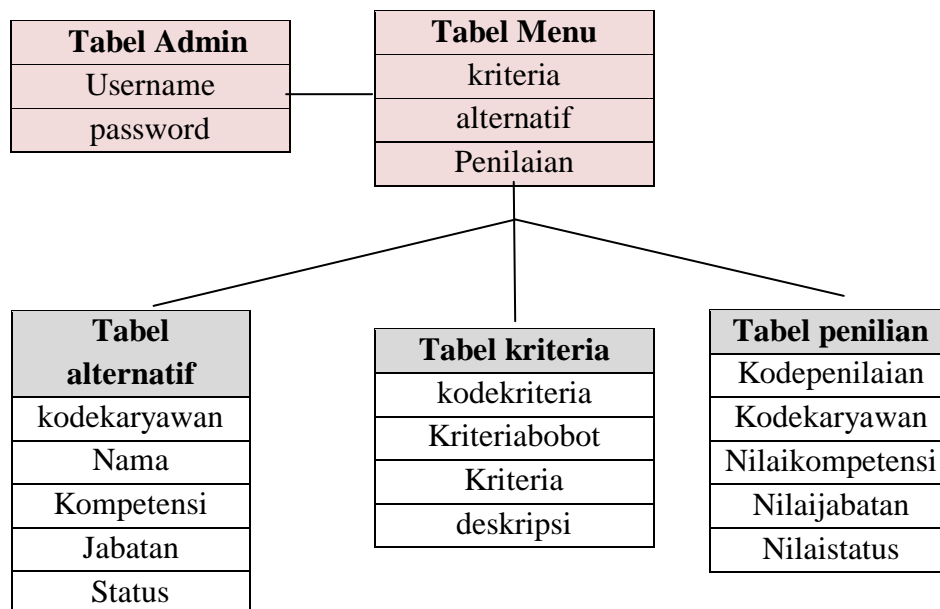 Tabel Admin
Username
password
Tabel Menu
kriteria
alternatif
Penilaian
Tabel
alternatif
kodekaryawan
Nama
Kompetensi
Jabatan
Status
Tabel kriteria
kodekriteria
Kriteriabobot
Kriteria
deskripsi
Tabel penilian
Kodepenilaian
Kodekaryawan
Nilaikompetensi
Nilaijabatan
Nilaistatus